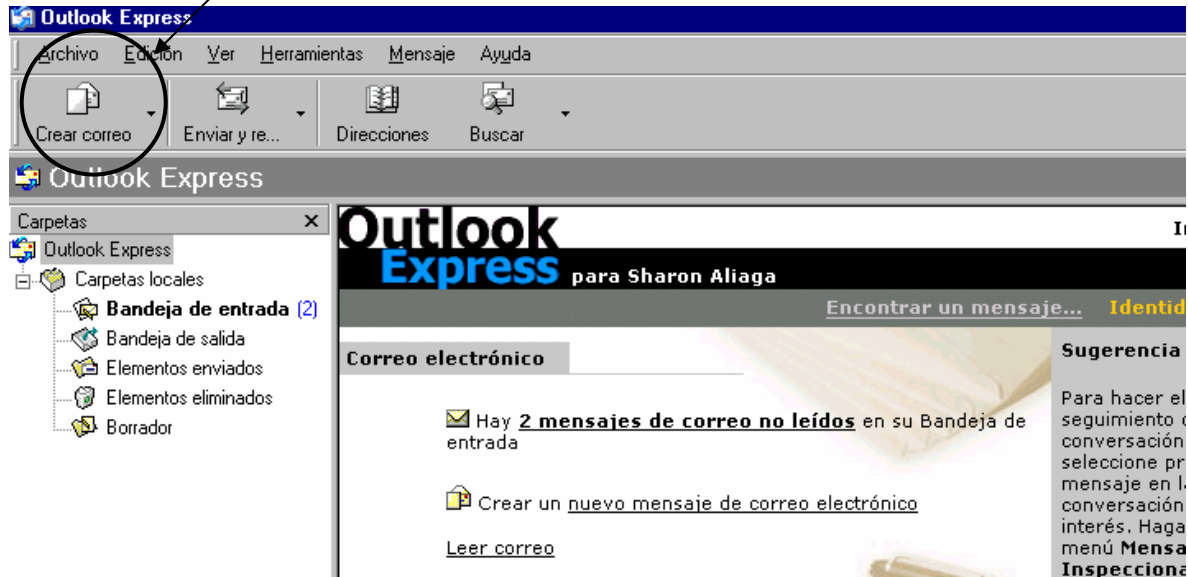 Outlook Express
Archivo Edición Ver Herramientas Mensaje Ayuda
Crear correo Enviar y re... Direcciones Buscar
Outlook Express
Carpetas x
Outlook Express
Carpetas locales
Bandeja de entrada (2)
Bandeja de salida
Elementos enviados
Elementos eliminados
Borrador
Outlook
Express para Sharon Aliaga
Encontrar un mensaje...
Correo electrónico
Hay 2 mensajes de correo no leídos en su Bandeja de
entrada
Crear un nuevo mensaje de correo electrónico
Leer correo
Sugerencia
Para hacer el
seguimiento
conversación
seleccione
mensaje en
conversación
interés. Haga
menú